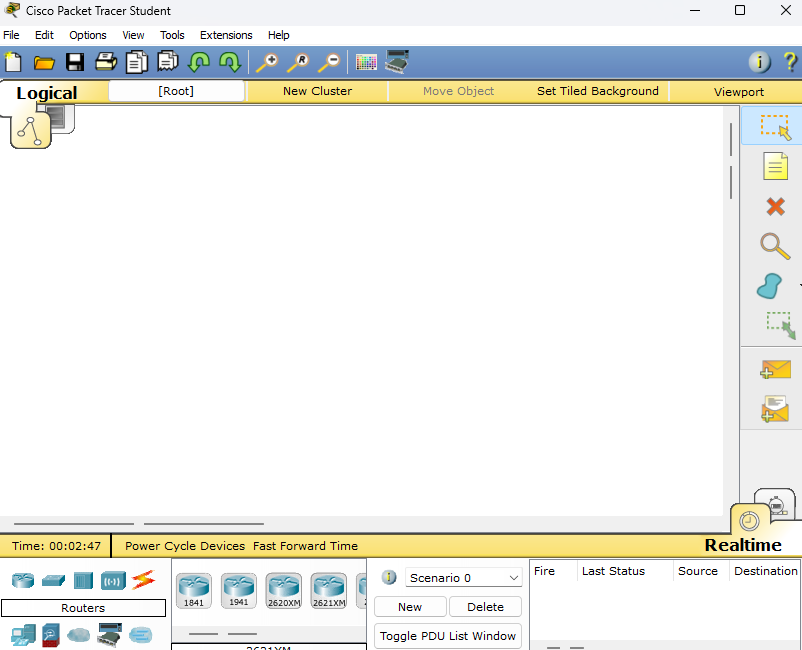 Cisco Packet Tracer Student
File Edit Options View Tools Extensions Help
Logical [Root] New Cluster Move Object Set Tiled Background Viewport
Time: 00:02:47 Power Cycle Devices Fast Forward Time Realtime
Routers
1841 1941 2620XM 2621XM
2621XM
Scenario 0
New Delete
Toggle PDU List Window
Fire Last Status Source Destination